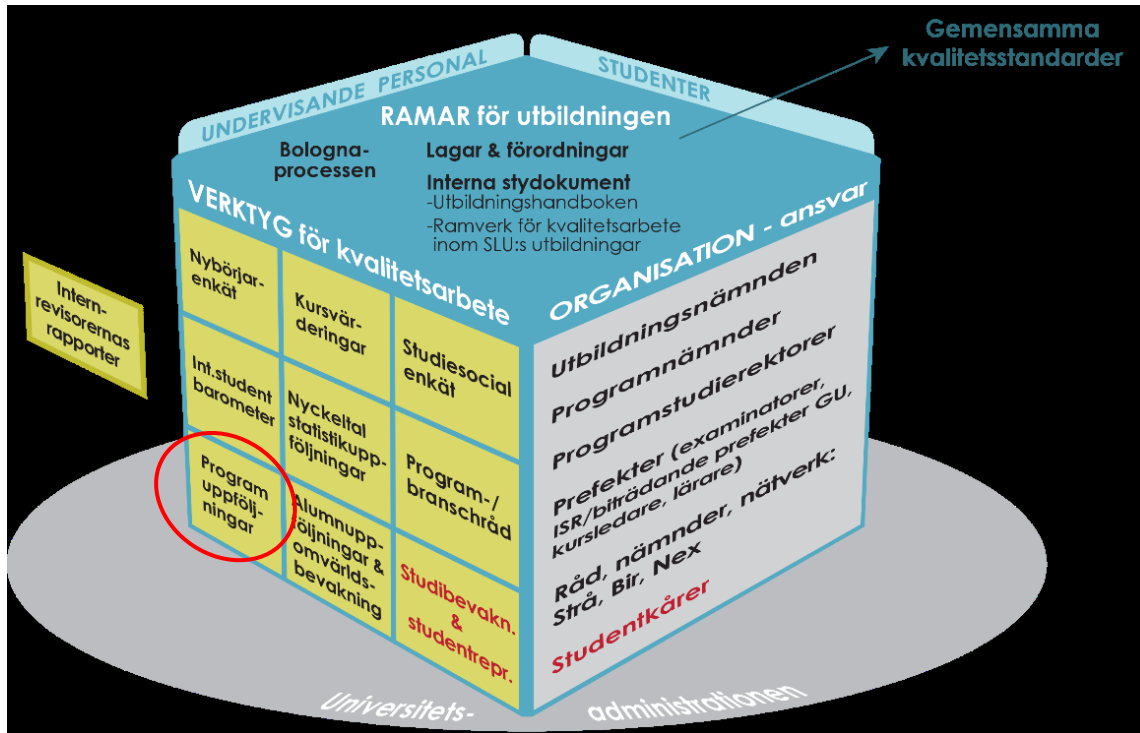 Gemensamma
kvalitetsstandarder
UNDERVISANDE PERSONAL
STUDENTER
RAMAR för utbildningen
Bologna-
processen
Lagar & förordningar
Interna stydokument
-Utbildningshandboken
-Ramverk för kvalitetsarbete
inom SLU:s utbildningar
VERKTYG för kvalitetsarbete
Nybörjar-
enkät
Kursvär-
deringar
Studiesocial
enkät
Int.student
barometer
Nyckeltal
statistikupp-
följningar
Program-/
branschråd
Program
uppfölj-
ningar
Alumnupp-
följningar &
omvärlds-
bevakning
Studibevakn.
&
studentrepr.
Intern-
revisorernas
rapporter
ORGANISATION - ansvar
Utbildningsnämnden
Programnämnder
Programstudierektorer
Prefekter (examinatorer,
ISR/biträdande prefekter GU,
kursledare, lärare)
Råd, nämnder, nätverk:
Strå, Bir, Nex
Studentkårer
Universitets-
administrationen